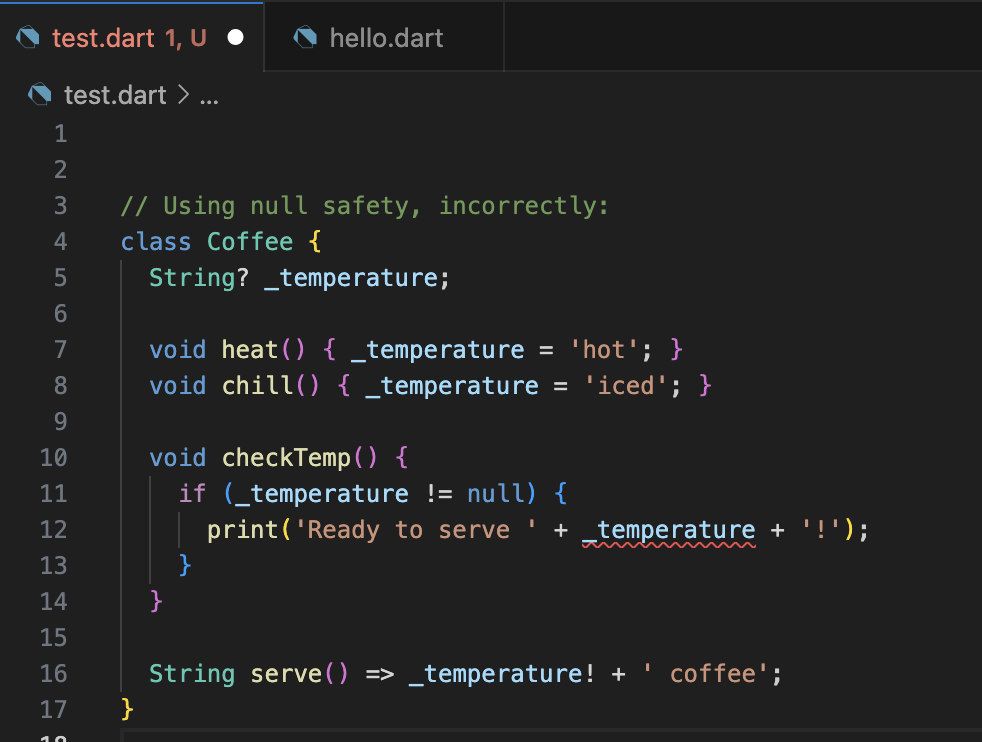 test.dart 1, U hello.dart
test.dart > ...
1
2
3 // Using null safety, incorrectly:
4 class Coffee {
5 String? _temperature;
6
7 void heat() { _temperature = 'hot'; }
8 void chill() { _temperature = 'iced'; }
9
10 void checkTemp() {
11 if (_temperature != null) {
12 print('Ready to serve ' + _temperature + '!');
13 }
14 }
15
16 String serve() => _temperature! + ' coffee';
17 }
18